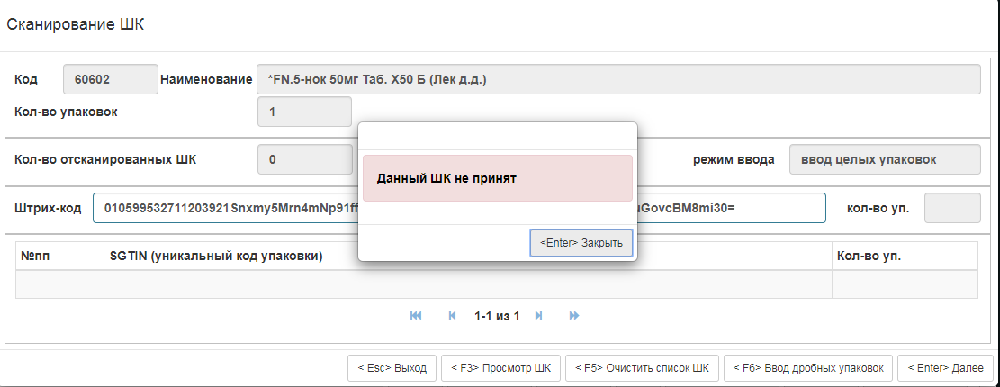 Сканирование ШК
Код 60602 Наименование *FN.5-нок 50мг Таб. Х50 Б (Лек д.д.)
Кол-во упаковок 1
Кол-во отсканированных ШК 0 режим ввода ввод целых упаковок
Данный ШК не принят
Штрих-код 010599532711203921Snxmy5Mrn4mNp91ff uGovcBM8mi30= кол-во уп.
<Enter> Закрыть
№пп SGTIN (уникальный код упаковки) Кол-во уп.
1-1 из 1
< Esc> Выход < F3> Просмотр ШК < F5> Очистить список ШК < F6> Ввод дробных упаковок < Enter> Далее